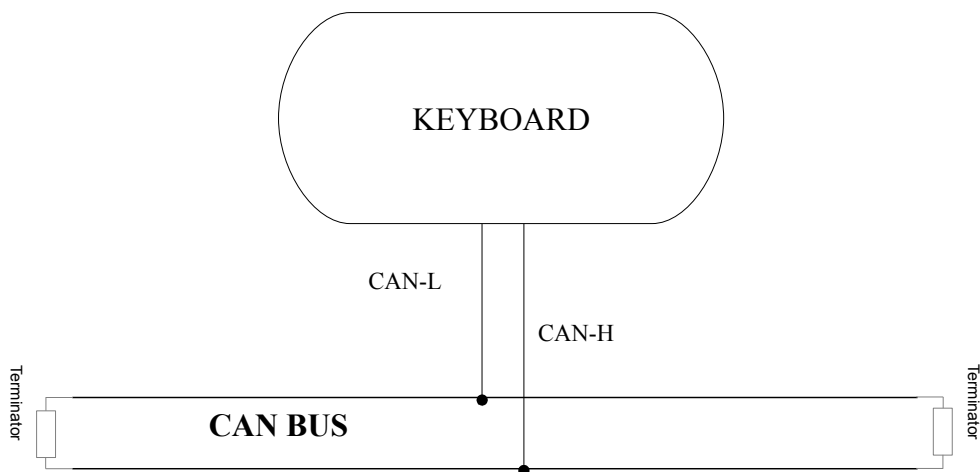 KEYBOARD
CAN-L
CAN-H
Terminator
Terminator
CAN BUS